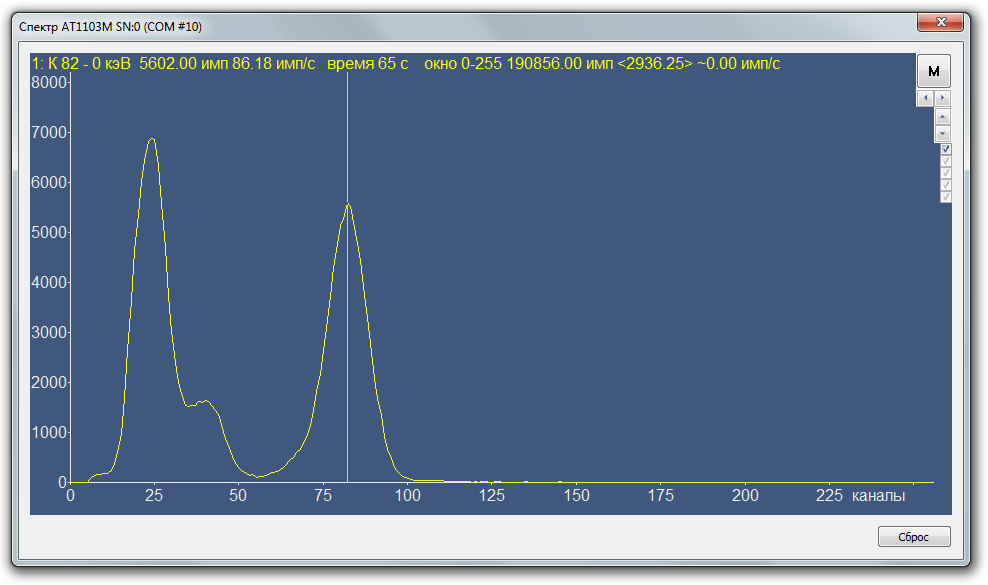 Спектр AT1103M SN:0 (COM #10)
1: К 82 - 0 кэВ 5602.00 имп 86.18 имп/с время 65 с окно 0-255 190856.00 имп <2936.25> ~0.00 имп/с
М
8000
7000
6000
5000
4000
3000
2000
1000
0
0 25 50 75 100 125 150 175 200 225 каналы
Сброс